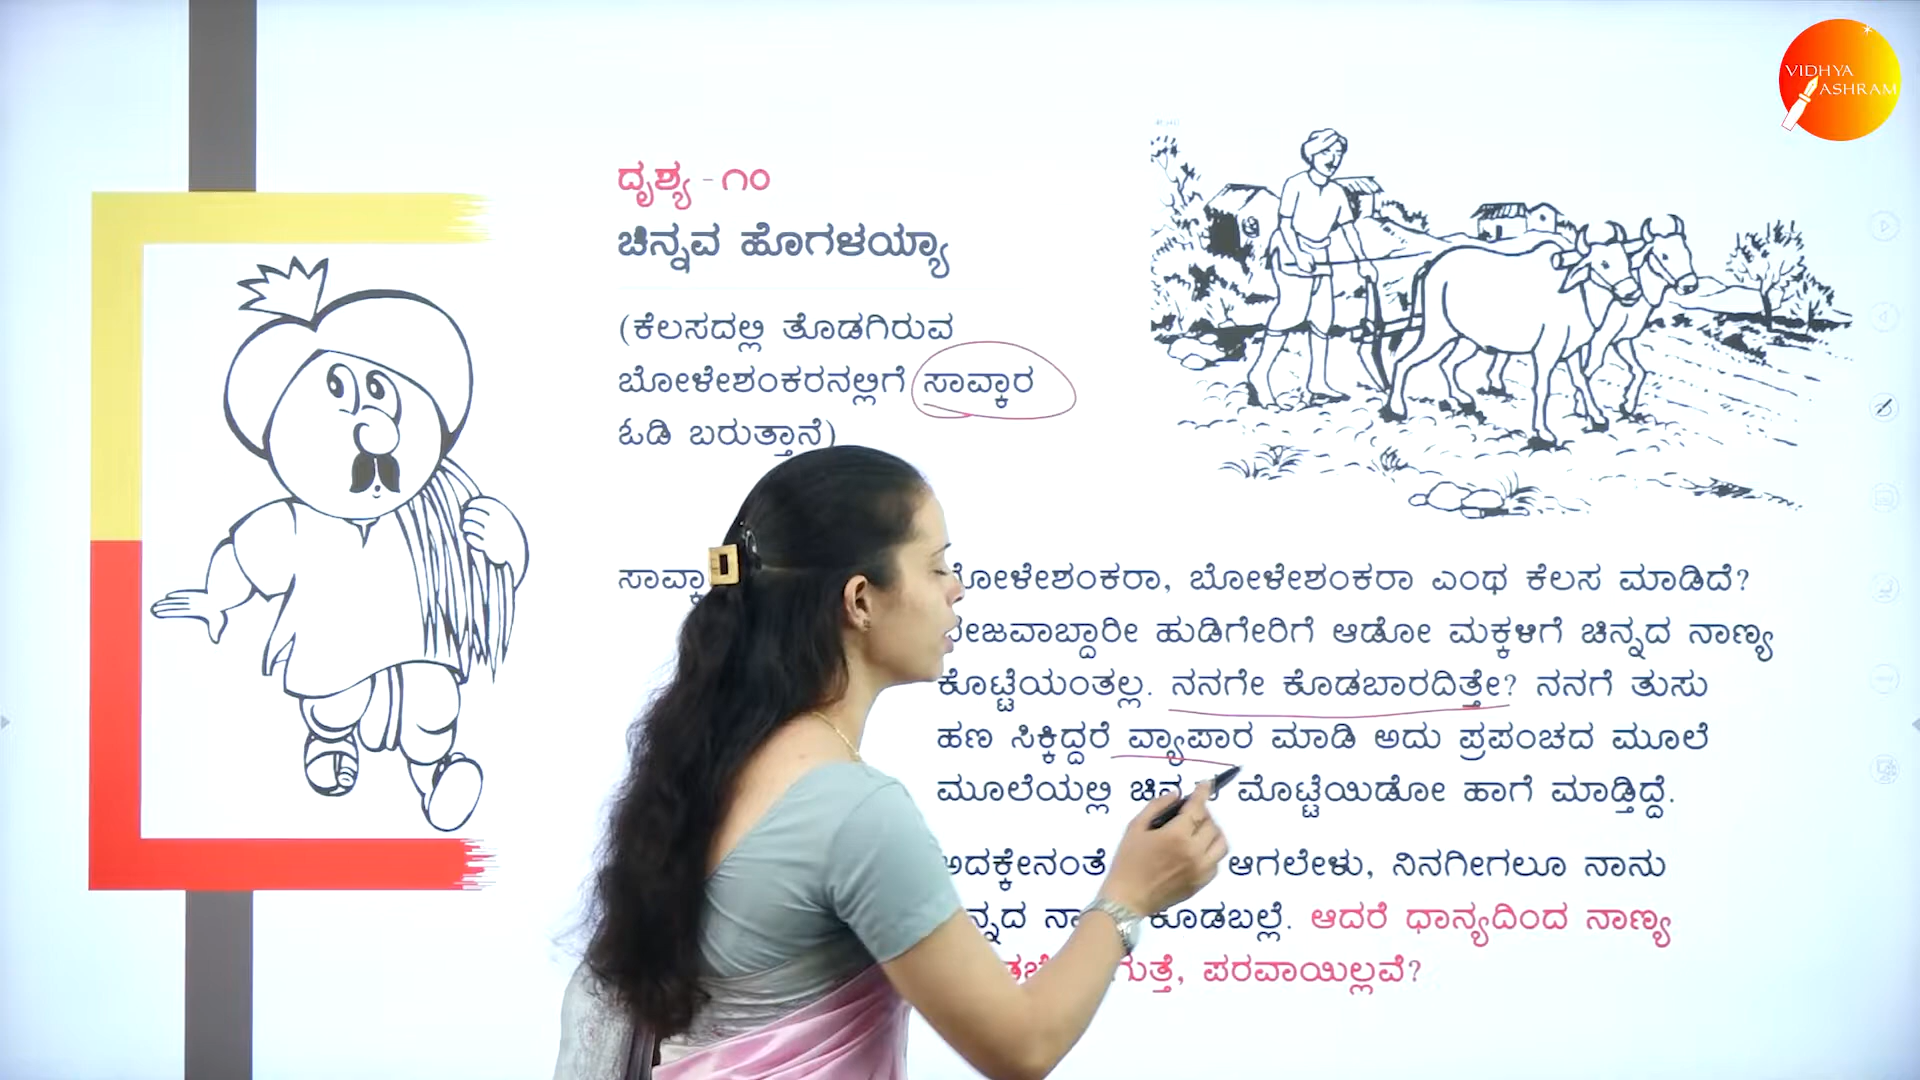 VIDHYA
ASHRAM
ದೃಶ್ಯ - ೧೦
ಚಿನ್ನವ ಹೊಗಳಯ್ಯಾ
(ಕೆಲಸದಲ್ಲಿ ತೊಡಗಿರುವ
ಬೋಳೇಶಂಕರನಲ್ಲಿಗೆ ಸಾವ್ಕಾರ
ಓಡಿ ಬರುತ್ತಾನೆ)
ಬೋಳೇಶಂಕರಾ, ಬೋಳೇಶಂಕರಾ ಎಂಥ ಕೆಲಸ ಮಾಡಿದೆ?
ಹುಡಿಗೇರಿಗೆ ಆಡೋ ಮಕ್ಕಳಿಗೆ ಚಿನ್ನದ ನಾಣ್ಯ
ಕೊಟ್ಟೆಯಂತಲ್ಲ. ನನಗೇ ಕೊಡಬಾರದಿತ್ತೇ? ನನಗೆ ತುಸು
ಹಣ ಸಿಕ್ಕಿದ್ದರೆ ವ್ಯಾಪಾರ ಮಾಡಿ ಅದು ಪ್ರಪಂಚದ ಮೂಲೆ
ಮೂಲೆಯಲ್ಲಿ ಮೊಟ್ಟೆಯಿಡೋ ಹಾಗೆ ಮಾಡ್ತಿದ್ದೆ.
ಅದಕ್ಕೇನಂತೆ ಆಗಲೇಳು, ನಿನಗೀಗಲೂ ನಾನು
ಕೊಡಬಲ್ಲೆ. ಆದರೆ ಧಾನ್ಯದಿಂದ ನಾಣ್ಯ
ಪರವಾಯಿಲ್ಲವೆ?